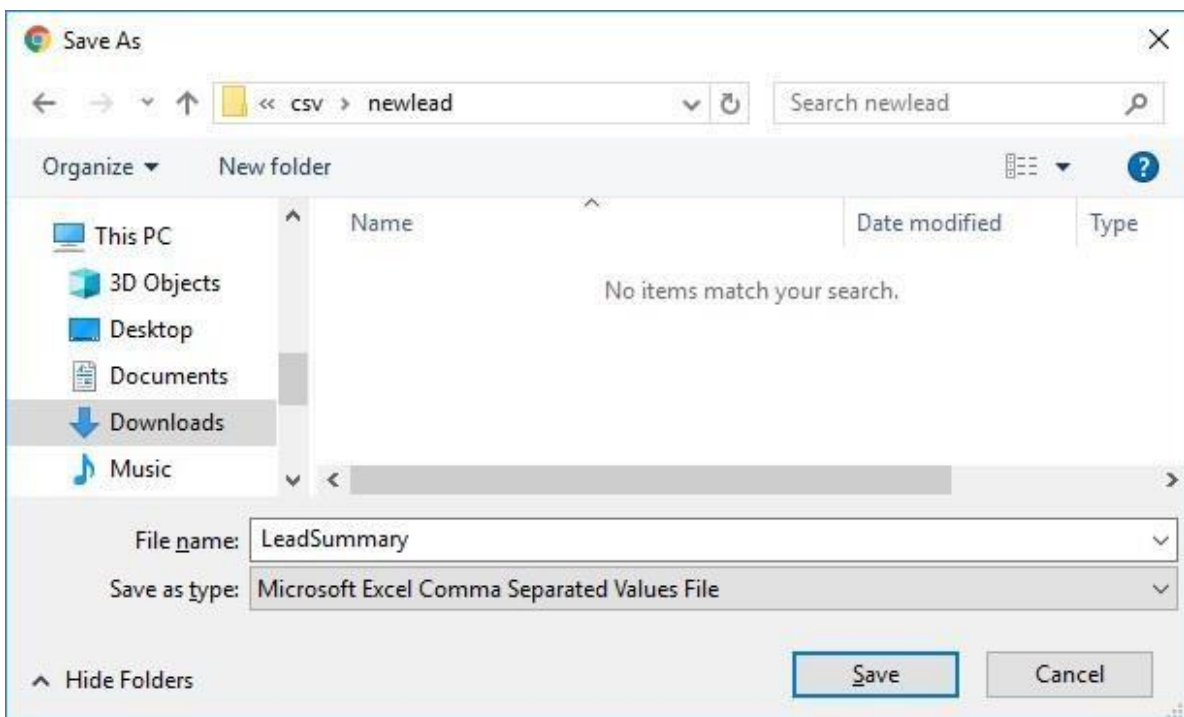 Save As
« csv › newlead Search newlead
Organize New folder ?
Name Date modified Type
This PC
3D Objects
No items match your search.
Desktop
Documents
Downloads
Music
File name: LeadSummary
Save as type: Microsoft Excel Comma Separated Values File
Hide Folders Save Cancel